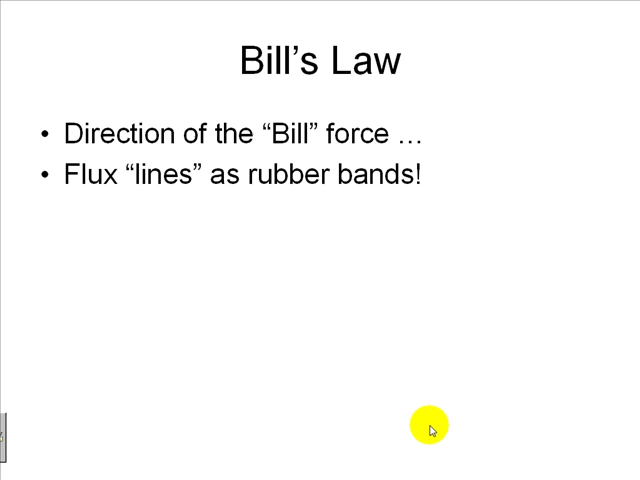 Bill’s Law
• Direction of the “Bill” force …
• Flux “lines” as rubber bands!